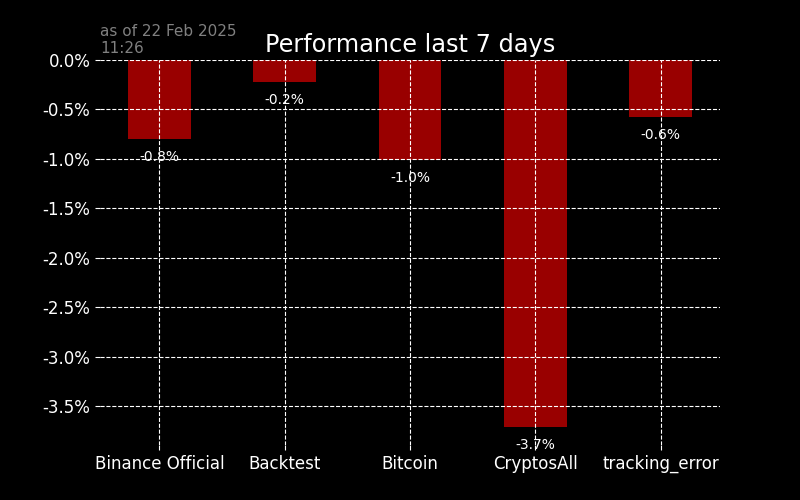 as of 22 Feb 2025
11:26
Performance last 7 days
0.0%
-0.5%
-1.0%
-1.5%
-2.0%
-2.5%
-3.0%
-3.5%
-0.8%
-0.2%
-1.0%
-3.7%
-0.6%
Binance Official
Backtest
Bitcoin
CryptosAll
tracking_error